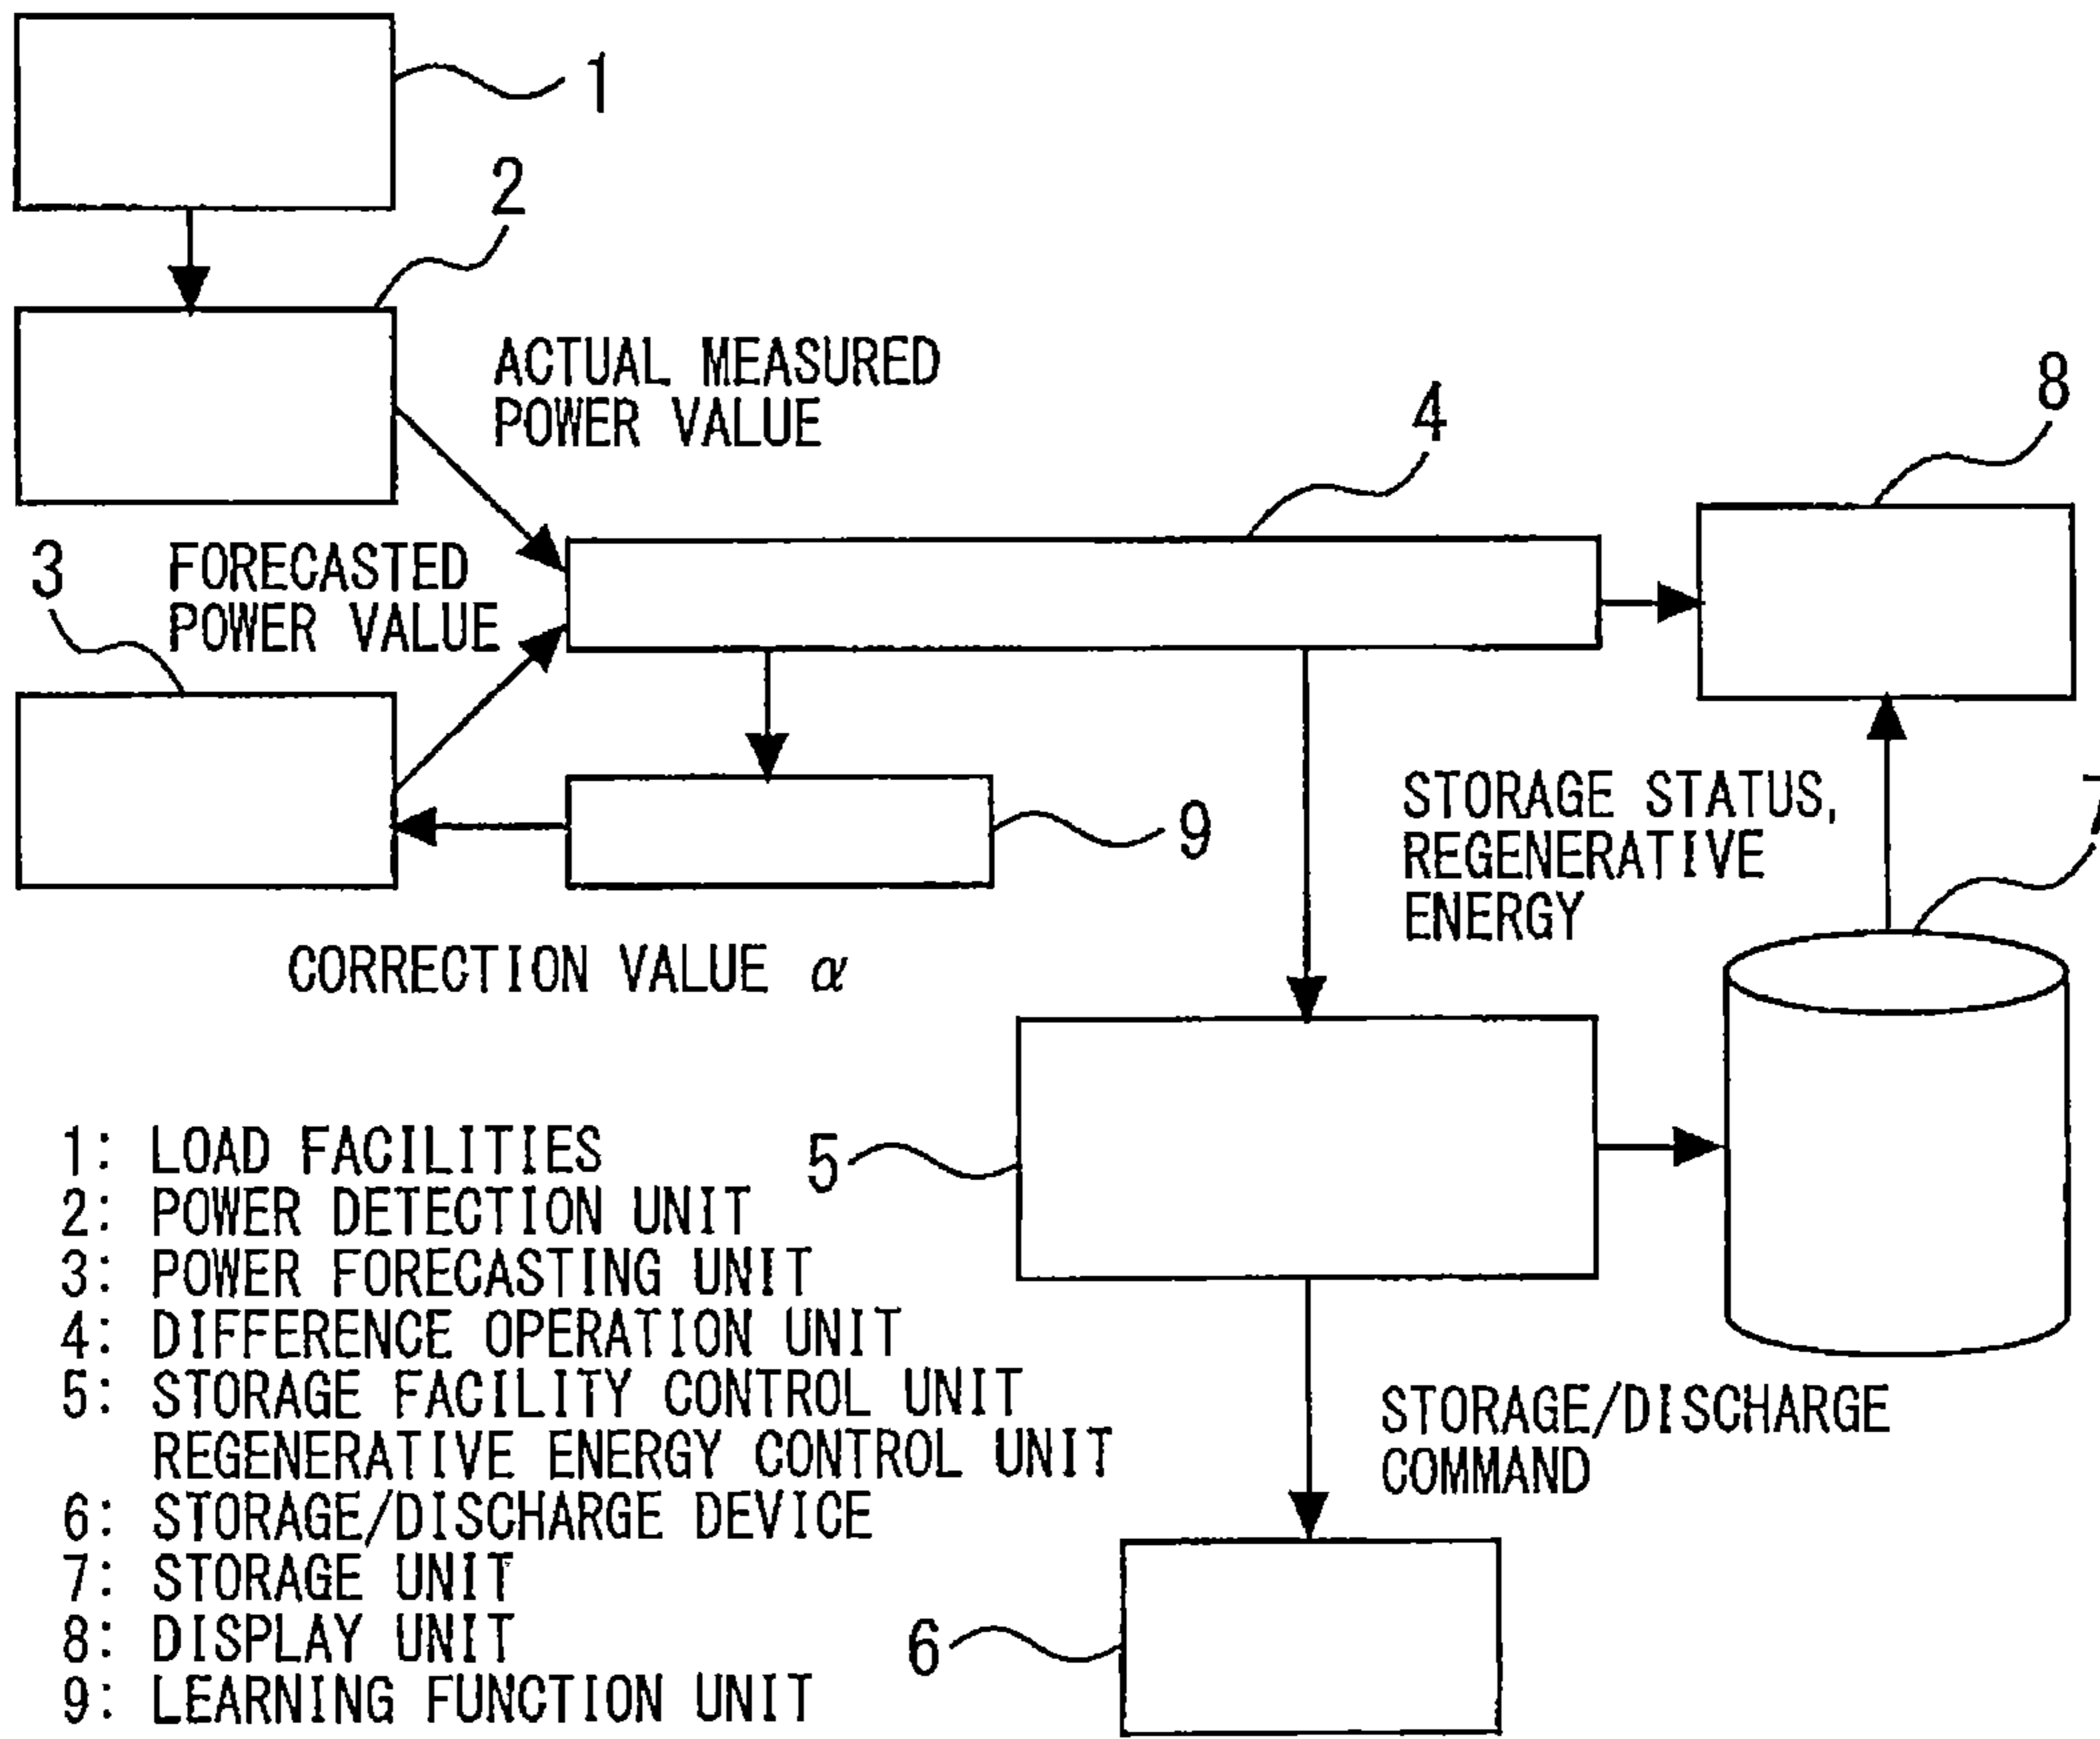 1
2
ACTUAL MEASURED
POWER VALUE
4
8
3
FORECASTED
POWER VALUE
9
STORAGE STATUS,
REGENERATIVE
ENERGY
7
CORRECTION VALUE α
5
1: LOAD FACILITIES
2: POWER DETECTION UNIT
3: POWER FORECASTING UNIT
4: DIFFERENCE OPERATION UNIT
5: STORAGE FACILITY CONTROL UNIT
REGENERATIVE ENERGY CONTROL UNIT
6: STORAGE/DISCHARGE DEVICE
7: STORAGE UNIT
8: DISPLAY UNIT
9: LEARNING FUNCTION UNIT
STORAGE/DISCHARGE
COMMAND
6